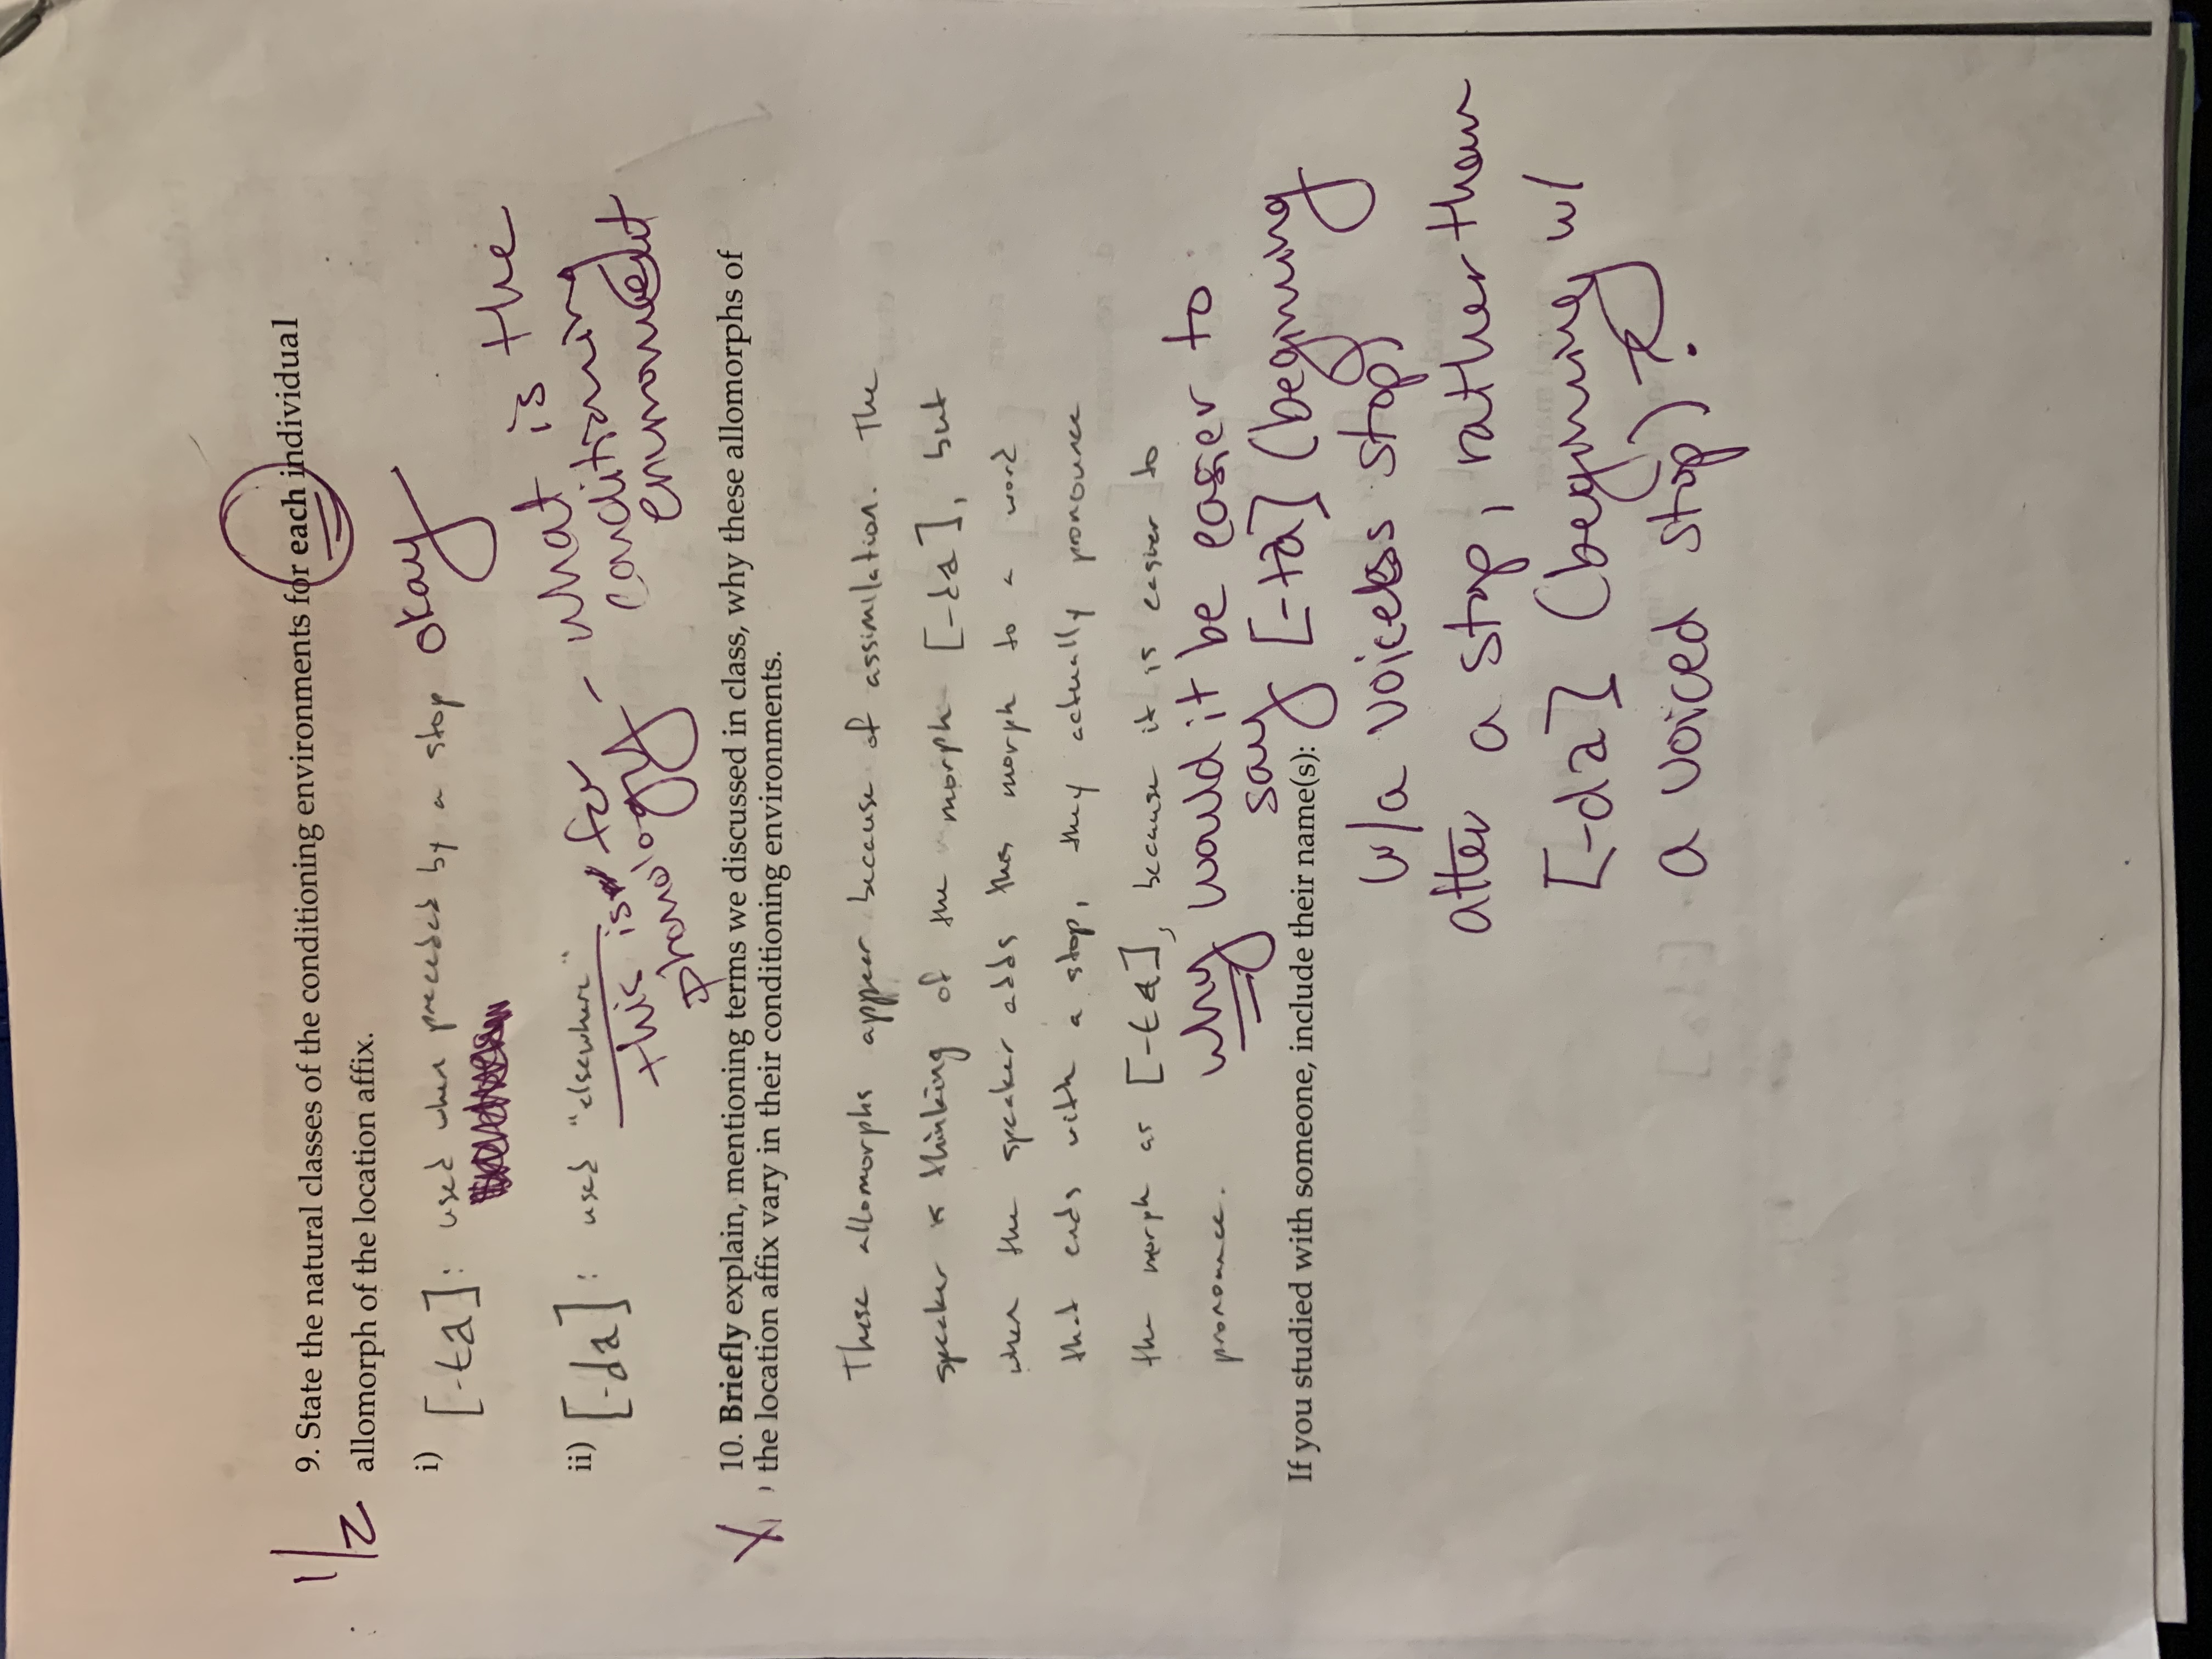 1/2
9. State the natural classes of the conditioning environments for each individual
allomorph of the location affix.
i) [-ta]: used when preceded by a stop okay
ii) [-da]: used "elsewhere"
this is for
phonology - what is the
conditioning
environment
X
10. Briefly explain, mentioning terms we discussed in class, why these allomorphs of
the location affix vary in their conditioning environments.
These allomorphs appear because of assimilation. The
speaker is thinking of the morph [-da], but
when the speaker adds this morph to a word
that ends with a stop, they actually pronounce
the morph as [-ta], because it is easier to
pronounce.
why would it be easier to
say [-ta] (begining
If you studied with someone, include their name(s):
w/a voiceless stop)
after a stop, rather than
[-da] (begining w/
a voiced stop)?